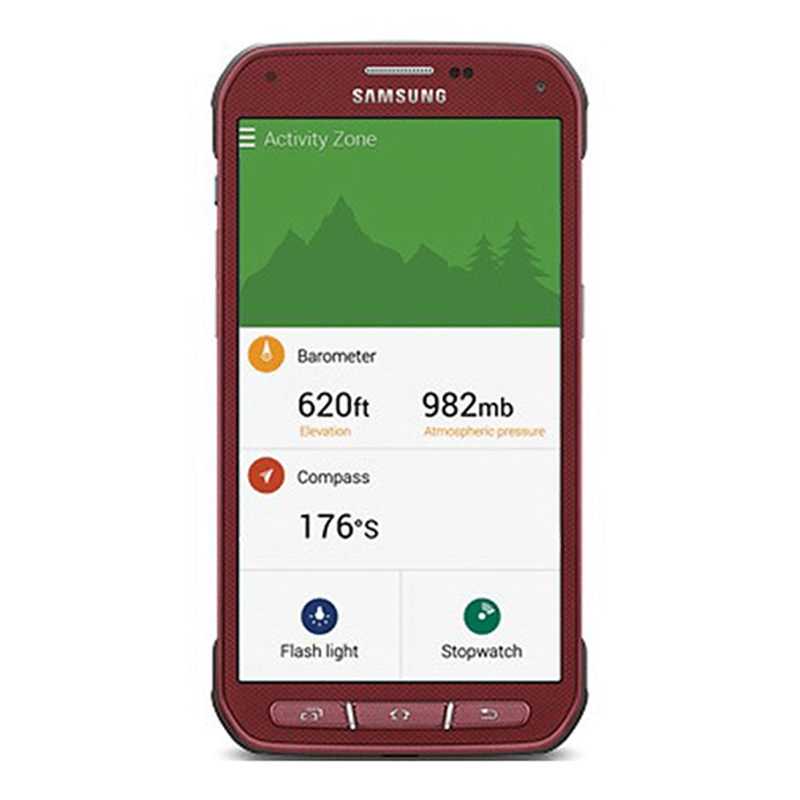 SAMSUNG
Activity Zone
Barometer
620ft 982mb
Elevation Atmospheric pressure
Compass
176°S
Flash light Stopwatch